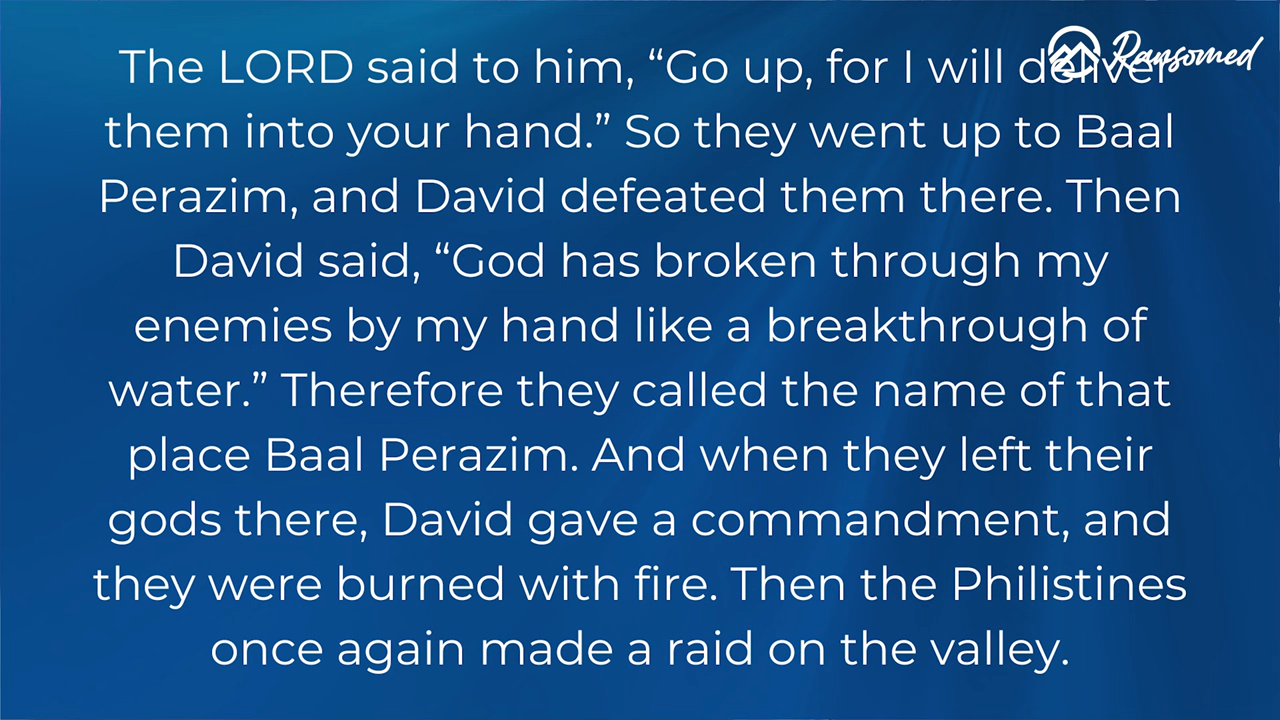 The LORD said to him, “Go up, for I will deliver
them into your hand.” So they went up to Baal
Perazim, and David defeated them there. Then
David said, “God has broken through my
enemies by my hand like a breakthrough of
water.” Therefore they called the name of that
place Baal Perazim. And when they left their
gods there, David gave a commandment, and
they were burned with fire. Then the Philistines
once again made a raid on the valley.
Ransomed